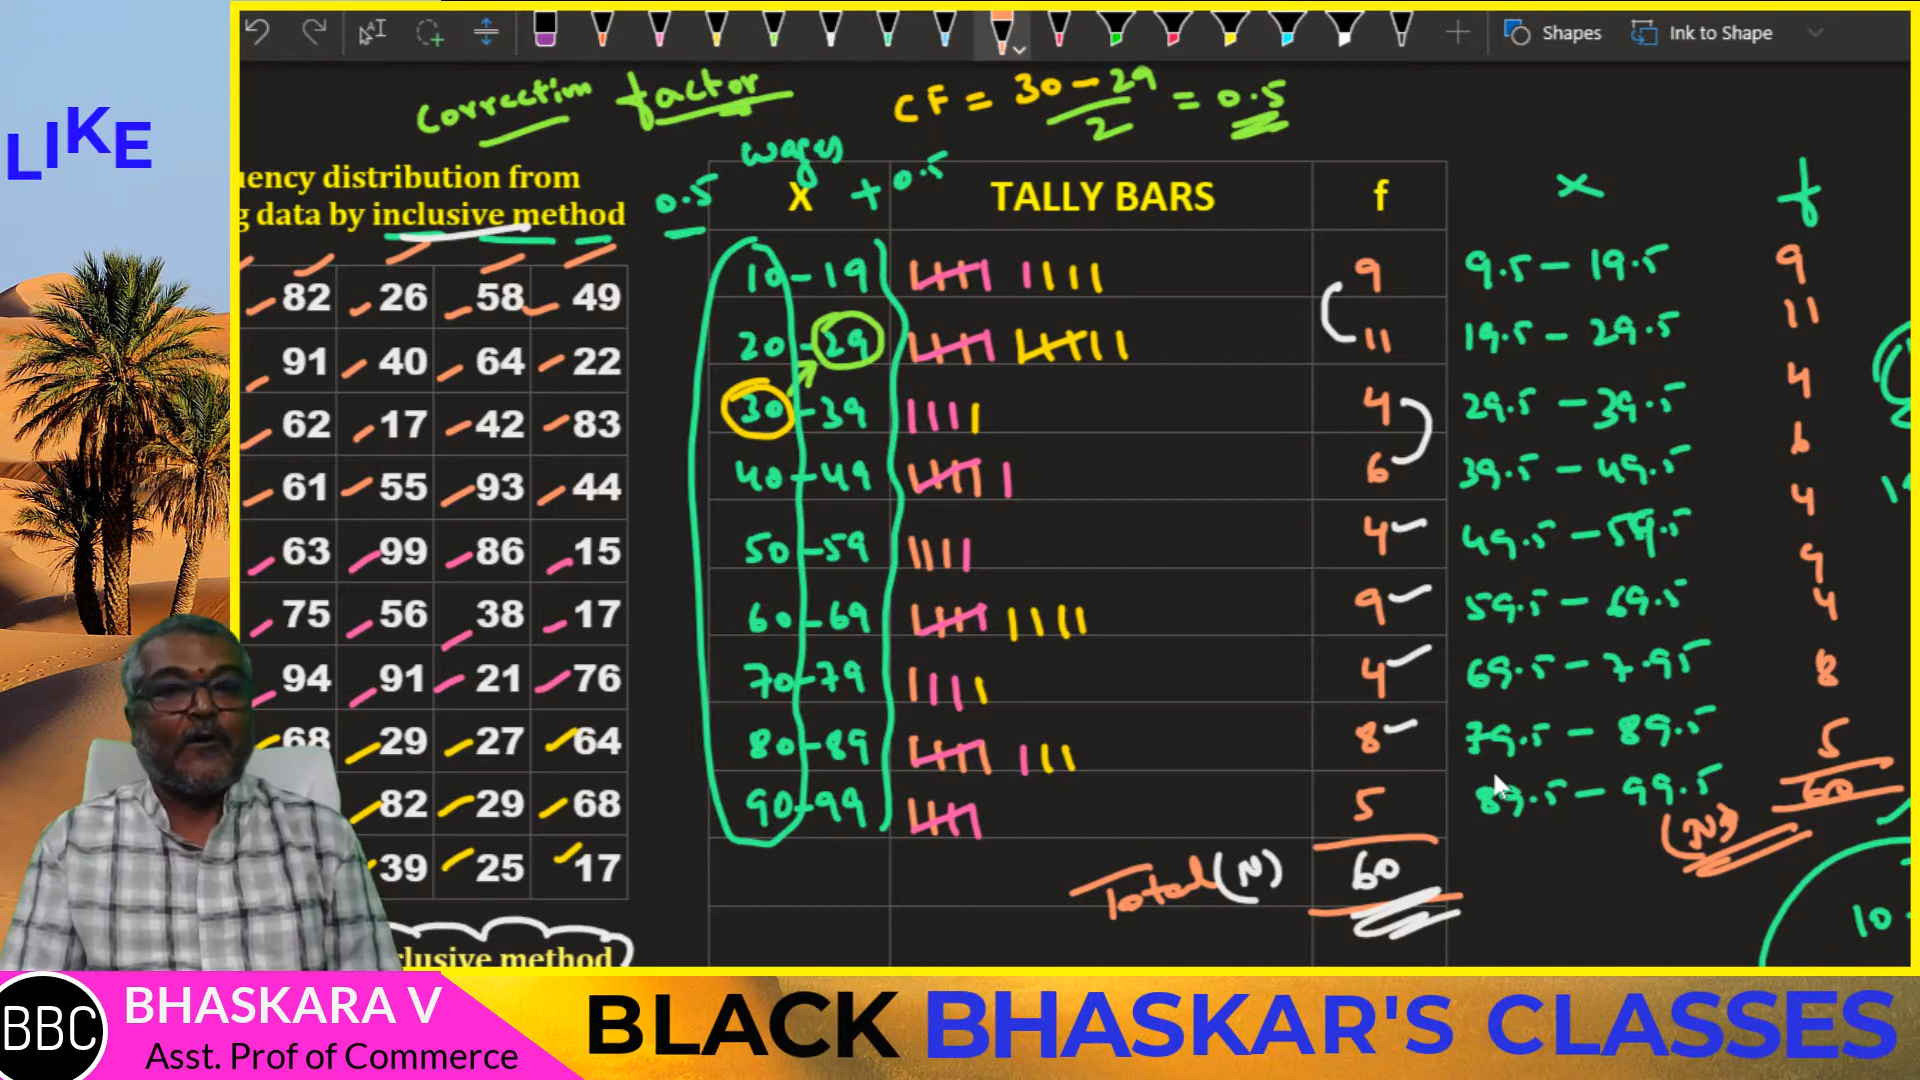 Shapes
Ink to Shape
LIKE
Correction factor
CF = 30 - 29 / 2 = 0.5
uency distribution from
g data by inclusive method
82 26 58 49
91 40 64 22
62 17 42 83
61 55 93 44
63 99 86 15
75 56 38 17
94 91 21 76
68 29 27 64
82 29 68
39 25 17
clusive method
wages
0.5 X + 0.5 TALLY BARS f
10-19 9
20-29 11
30-39 4
40-49 6
50-59 4
60-69 9
70-79 4
80-89 8
90-99 5
Total (N) 60
x f
9.5-19.5 9
19.5-29.5 11
29.5-39.5 4
39.5-49.5 6
49.5-59.5 4
59.5-69.5 9
69.5-7.95 4
79.5-89.5 8
89.5-99.5 5
(N) 60
10
BBC
BHASKARA V
Asst. Prof of Commerce
BLACK BHASKAR'S CLASSES